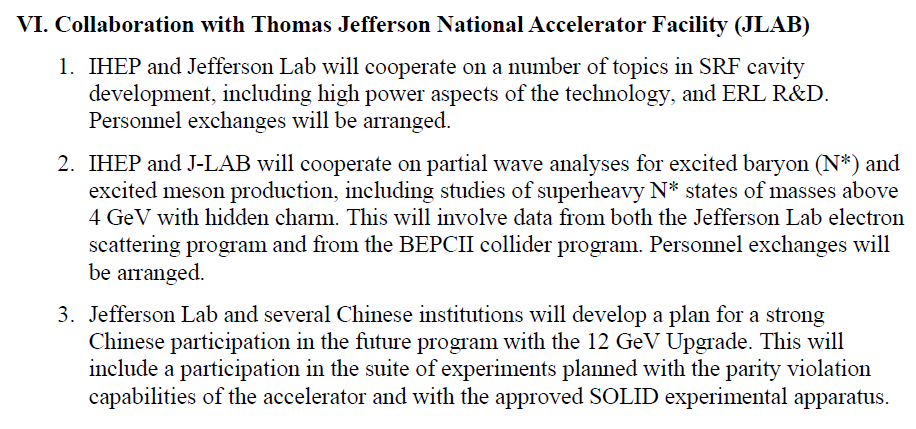 VI. Collaboration with Thomas Jefferson National Accelerator Facility (JLAB)
1. IHEP and Jefferson Lab will cooperate on a number of topics in SRF cavity
development, including high power aspects of the technology, and ERL R&D.
Personnel exchanges will be arranged.
2. IHEP and J-LAB will cooperate on partial wave analyses for excited baryon (N*) and
excited meson production, including studies of superheavy N* states of masses above
4 GeV with hidden charm. This will involve data from both the Jefferson Lab electron
scattering program and from the BEPCII collider program. Personnel exchanges will
be arranged.
3. Jefferson Lab and several Chinese institutions will develop a plan for a strong
Chinese participation in the future program with the 12 GeV Upgrade. This will
include a participation in the suite of experiments planned with the parity violation
capabilities of the accelerator and with the approved SOLID experimental apparatus.